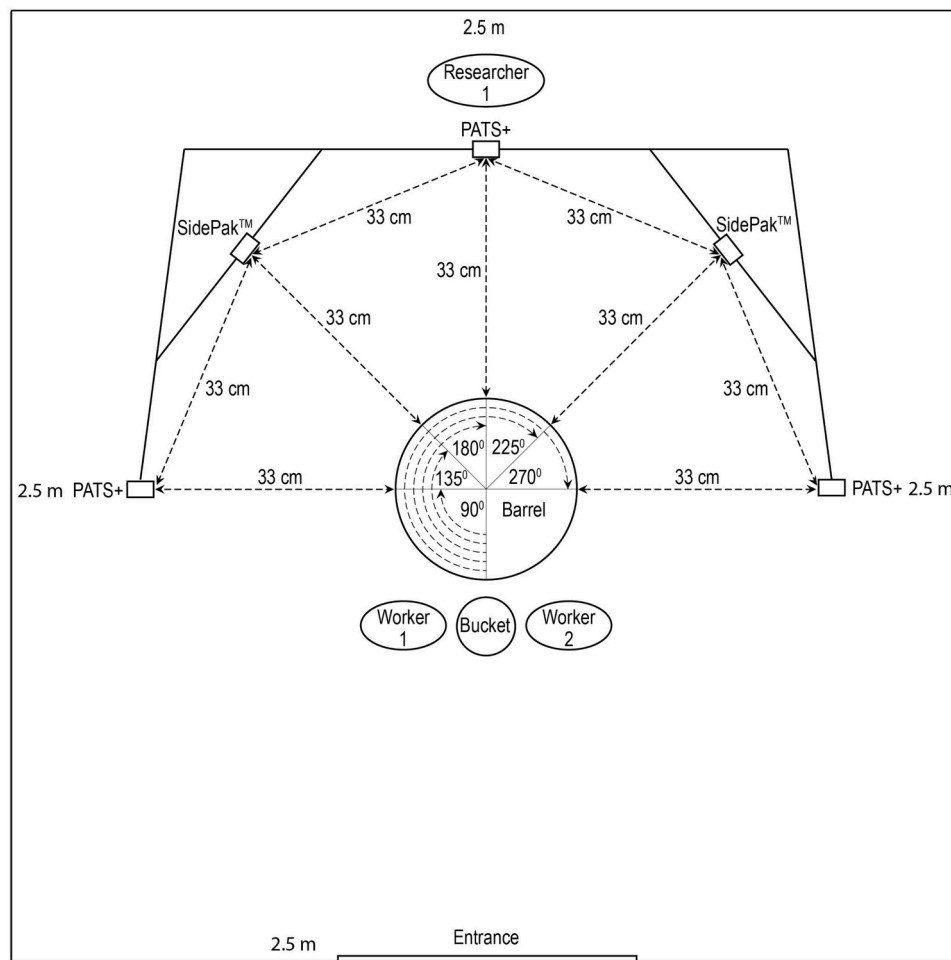 2.5 m
Researcher
1
PATS+
SidePak™
SidePak™
33 cm
33 cm
33 cm
33 cm
33 cm
33 cm
33 cm
180⁰
225⁰
135⁰
270⁰
2.5 m
PATS+
33 cm
33 cm
PATS+
2.5 m
90⁰
Barrel
Worker
1
Bucket
Worker
2
Entrance
2.5 m